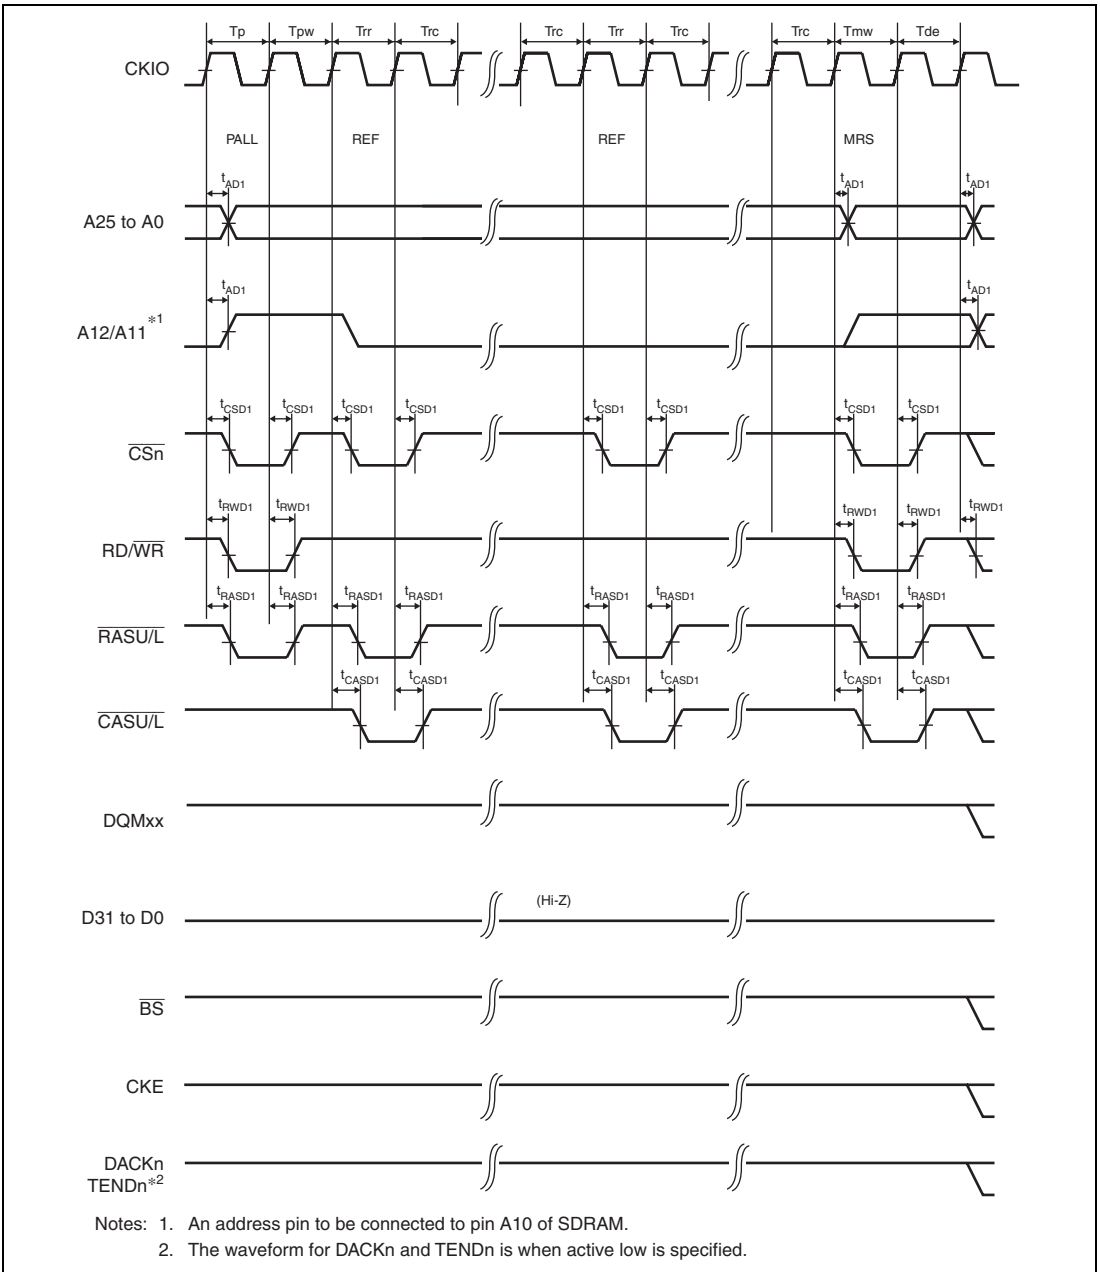 Tp Tpw Trr Trc Trc Trr Trc Trc Tmw Tde
CKIO
PALL REF REF MRS
tAD1 tAD1 tAD1
A25 to A0
tAD1 tAD1
A12/A11*1
tCSD1 tCSD1 tCSD1 tCSD1 tCSD1 tCSD1 tCSD1 tCSD1
CSn
tRWD1 tRWD1 tRWD1 tRWD1 tRWD1
RD/WR
tRASD1 tRASD1 tRASD1 tRASD1 tRASD1 tRASD1 tRASD1 tRASD1
RASU/L
tCASD1 tCASD1 tCASD1 tCASD1 tCASD1 tCASD1
CASU/L
DQMxx
(Hi-Z)
D31 to D0
BS
CKE
DACKn
TENDn*2
Notes: 1. An address pin to be connected to pin A10 of SDRAM.
2. The waveform for DACKn and TENDn is when active low is specified.